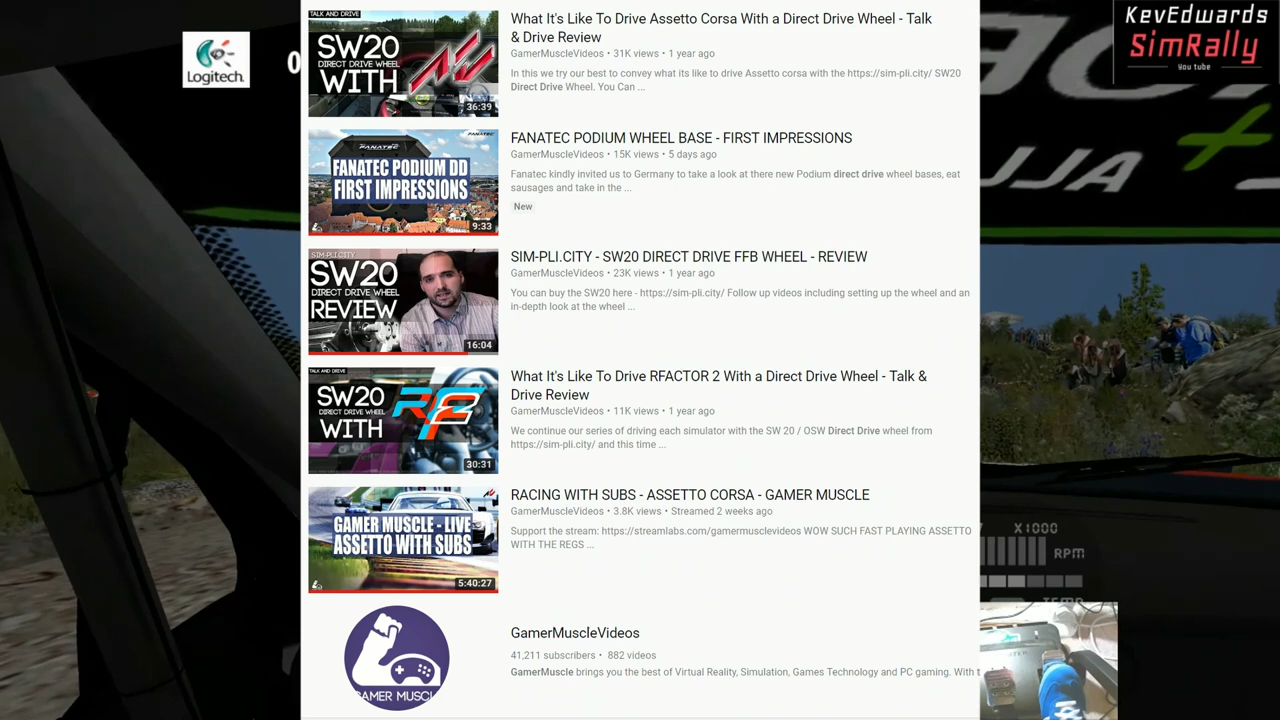 TALK AND DRIVE
SW20
DIRECT DRIVE WHEEL
WITH
36:39
What It's Like To Drive Assetto Corsa With a Direct Drive Wheel - Talk
& Drive Review
GamerMuscleVideos • 31K views • 1 year ago
In this we try our best to convey what its like to drive Assetto corsa with the https://sim-pli.city/ SW20
Direct Drive Wheel. You Can ...
Logitech.
0
KevEdwards
SimRally
You tube
FANATEC
FANATEC PODIUM DD
FIRST IMPRESSIONS
9:33
FANATEC PODIUM WHEEL BASE - FIRST IMPRESSIONS
GamerMuscleVideos • 15K views • 5 days ago
Fanatec kindly invited us to Germany to take a look at there new Podium direct drive wheel bases, eat
sausages and take in the ...
New
SIM-PLI.CITY
SW20
DIRECT DRIVE WHEEL
REVIEW
16:04
SIM-PLI.CITY - SW20 DIRECT DRIVE FFB WHEEL - REVIEW
GamerMuscleVideos • 23K views • 1 year ago
You can buy the SW20 here - https://sim-pli.city/ Follow up videos including setting up the wheel and an
in-depth look at the wheel ...
TALK AND DRIVE
SW20
DIRECT DRIVE WHEEL
WITH
RF2
30:31
What It's Like To Drive RFACTOR 2 With a Direct Drive Wheel - Talk &
Drive Review
GamerMuscleVideos • 11K views • 1 year ago
We continue our series of driving each simulator with the SW 20 / OSW Direct Drive wheel from
https://sim-pli.city/ and this time ...
GAMER MUSCLE - LIVE
ASSETTO WITH SUBS
5:40:27
RACING WITH SUBS - ASSETTO CORSA - GAMER MUSCLE
GamerMuscleVideos • 3.8K views • Streamed 2 weeks ago
Support the stream: https://streamlabs.com/gamermusclevideos WOW SUCH FAST PLAYING ASSETTO
WITH THE REGS ...
X1000
RPM
TEMP
GAMER MUSCL
GamerMuscleVideos
41,211 subscribers • 882 videos
GamerMuscle brings you the best of Virtual Reality, Simulation, Games Technology and PC gaming. With t